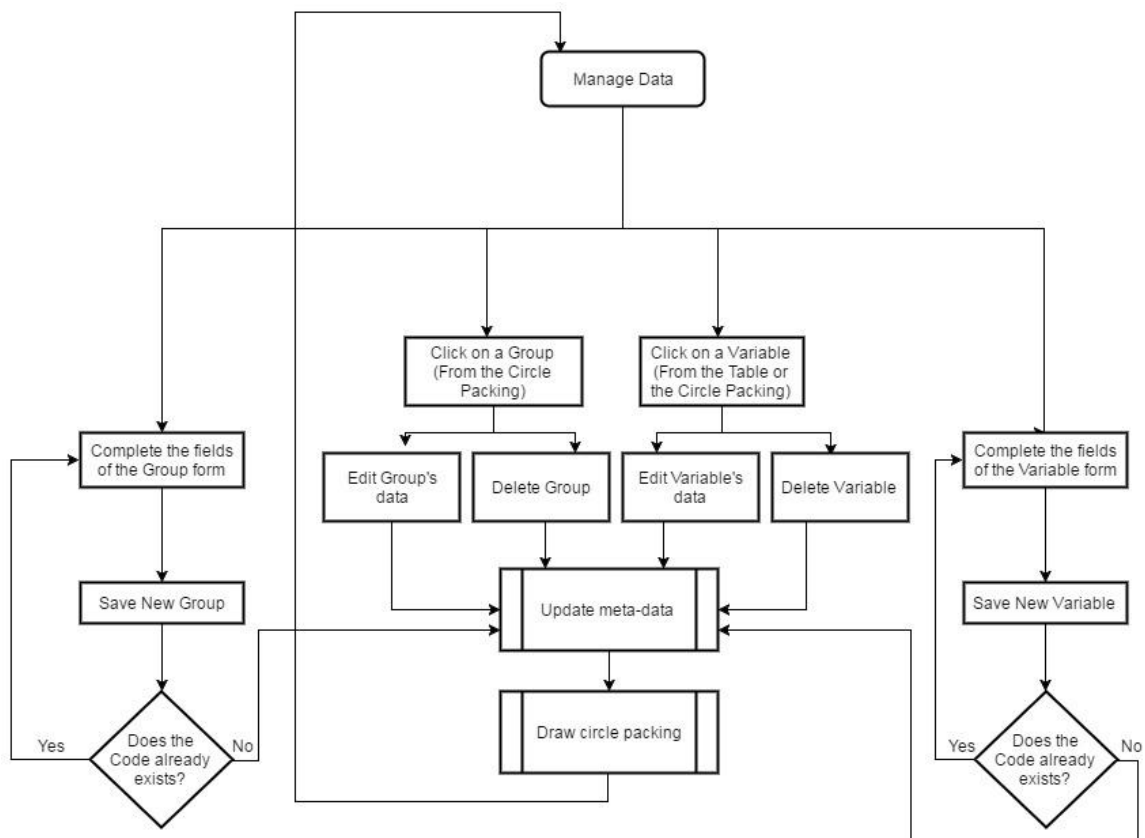 Manage Data
Click on a Group
(From the Circle
Packing)
Click on a Variable
(From the Table or
the Circle Packing)
Complete the fields
of the Group form
Edit Group's
data
Delete Group
Edit Variable's
data
Delete Variable
Complete the fields
of the Variable form
Save New Group
Update meta-data
Save New Variable
Draw circle packing
Yes
Does the
Code already
exists?
No
Yes
Does the
Code already
exists?
No